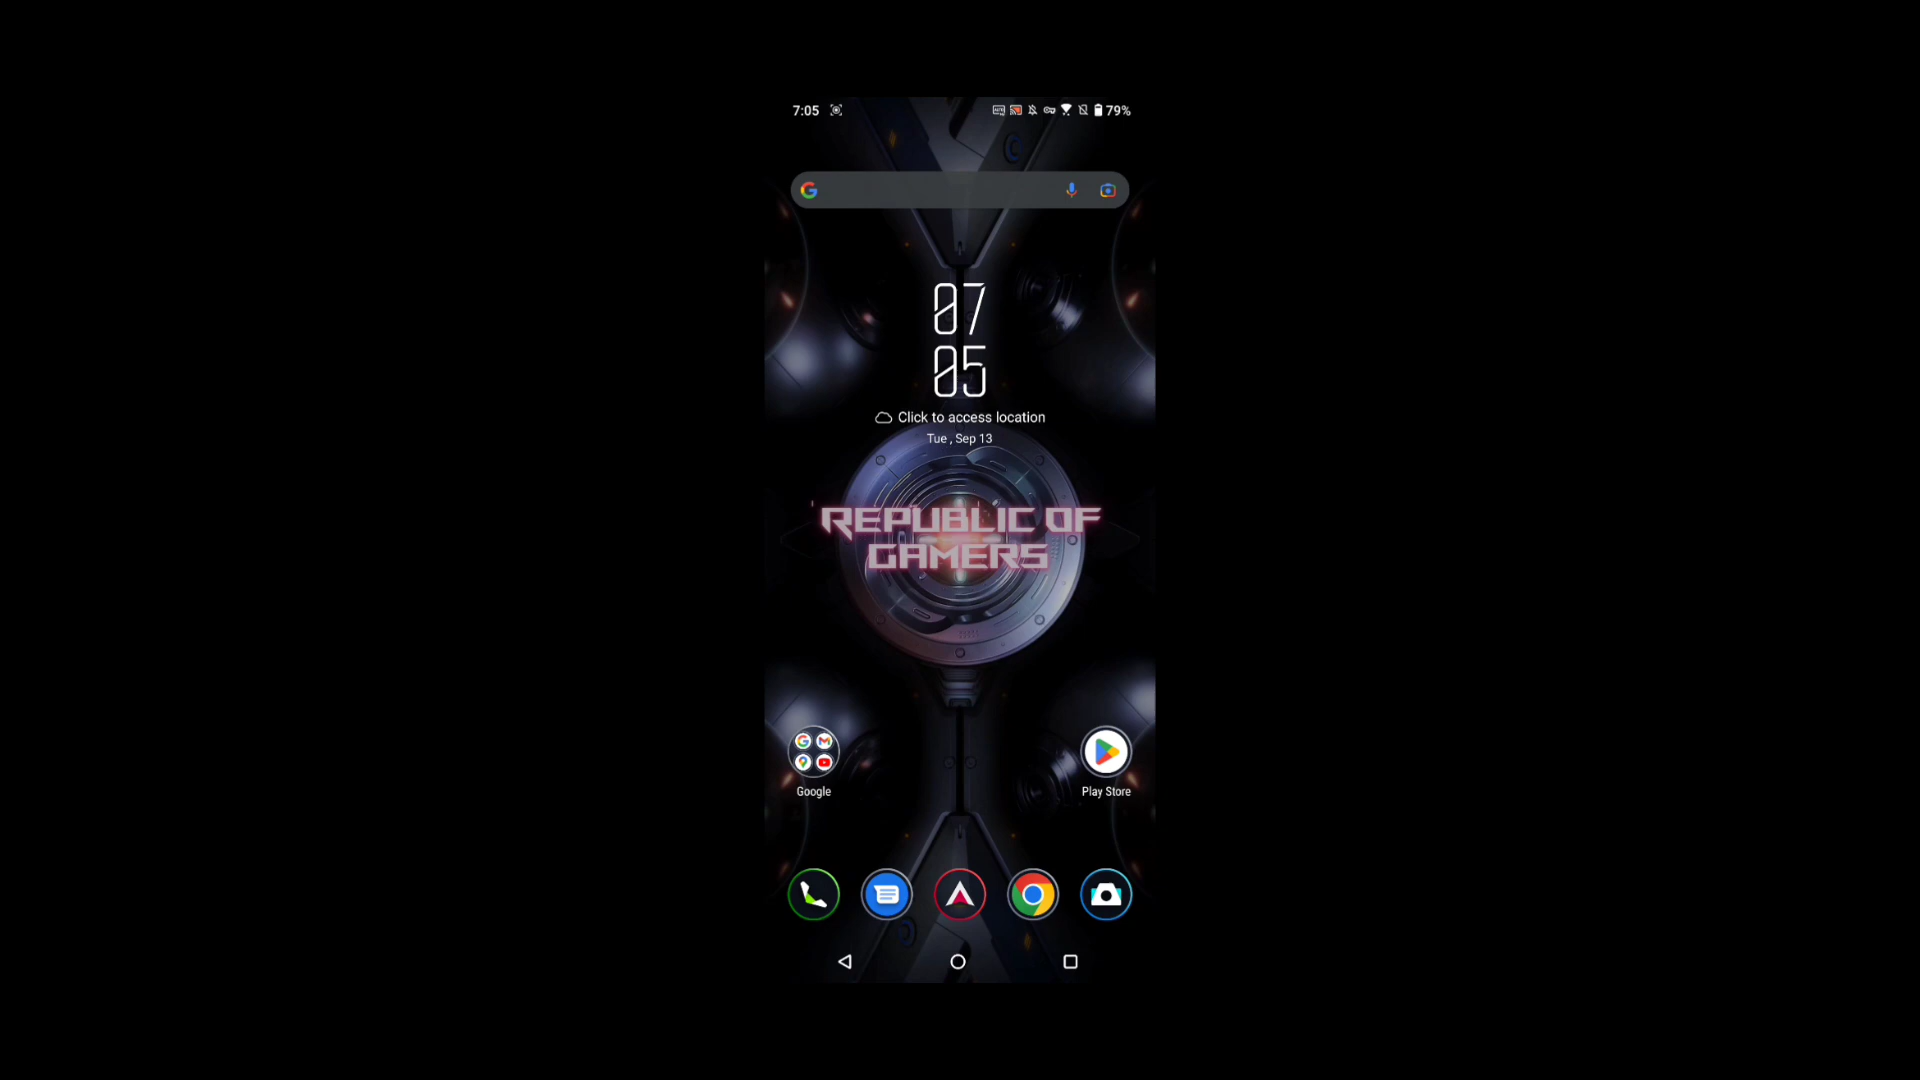 7:05
79%
07
05
Click to access location
Tue , Sep 13
REPUBLIC OF
GAMERS
Google
Play Store